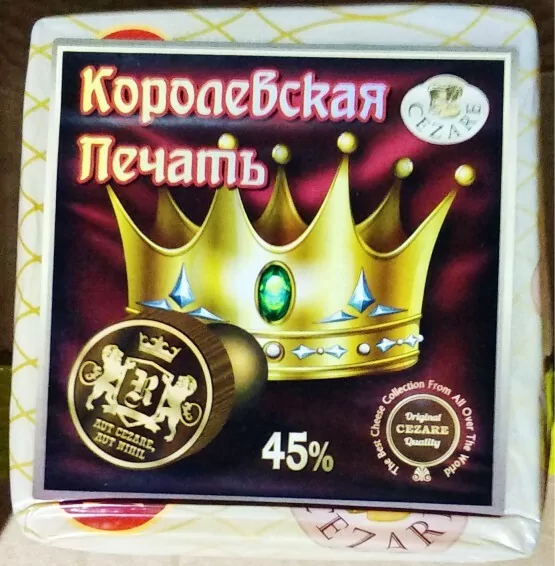 Королевская
Печать
CEZARE
R
AUT CEZARE,
AUT NIHIL
45%
The Best Cheese Collection From All Over The World
Original
CEZARE
Quality
CEZAR